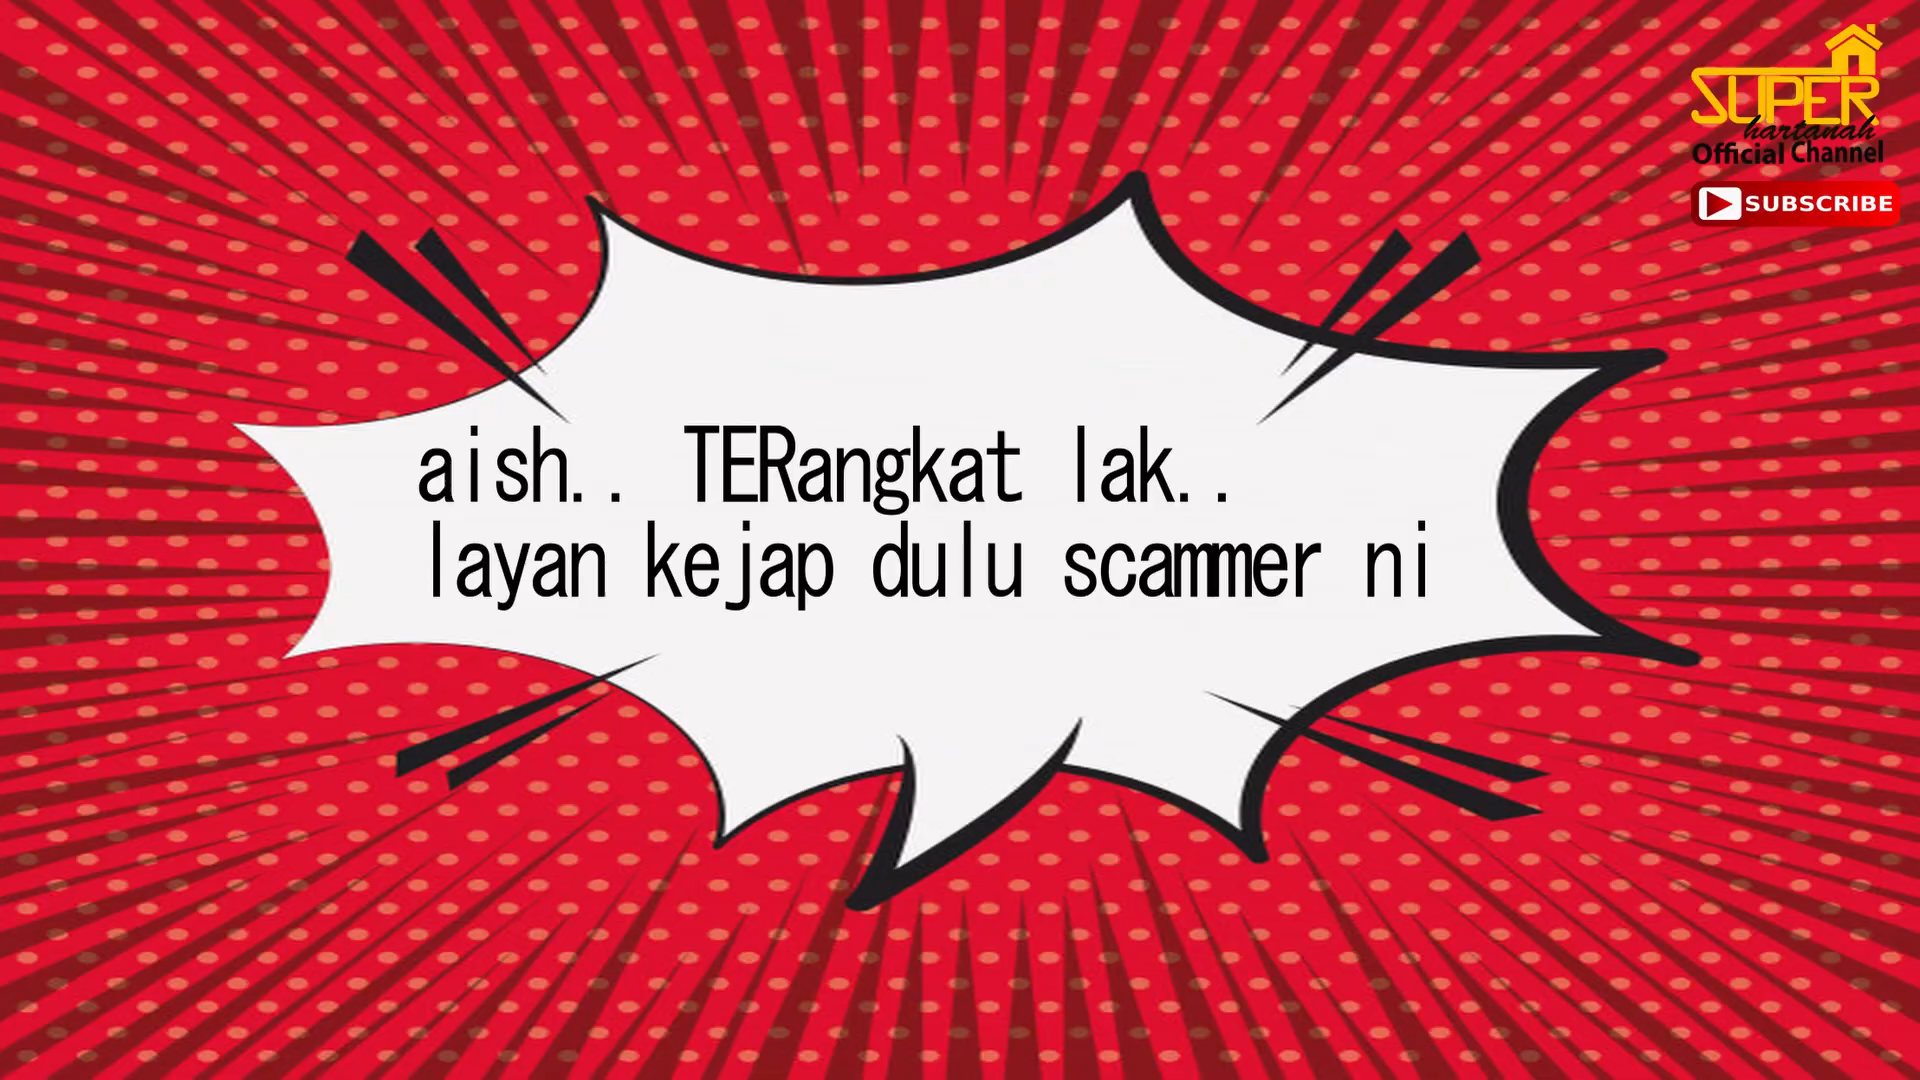 SUPER
hartanah
Official Channel
SUBSCRIBE
aish.. TERangkat lak..
layan kejap dulu scammer ni